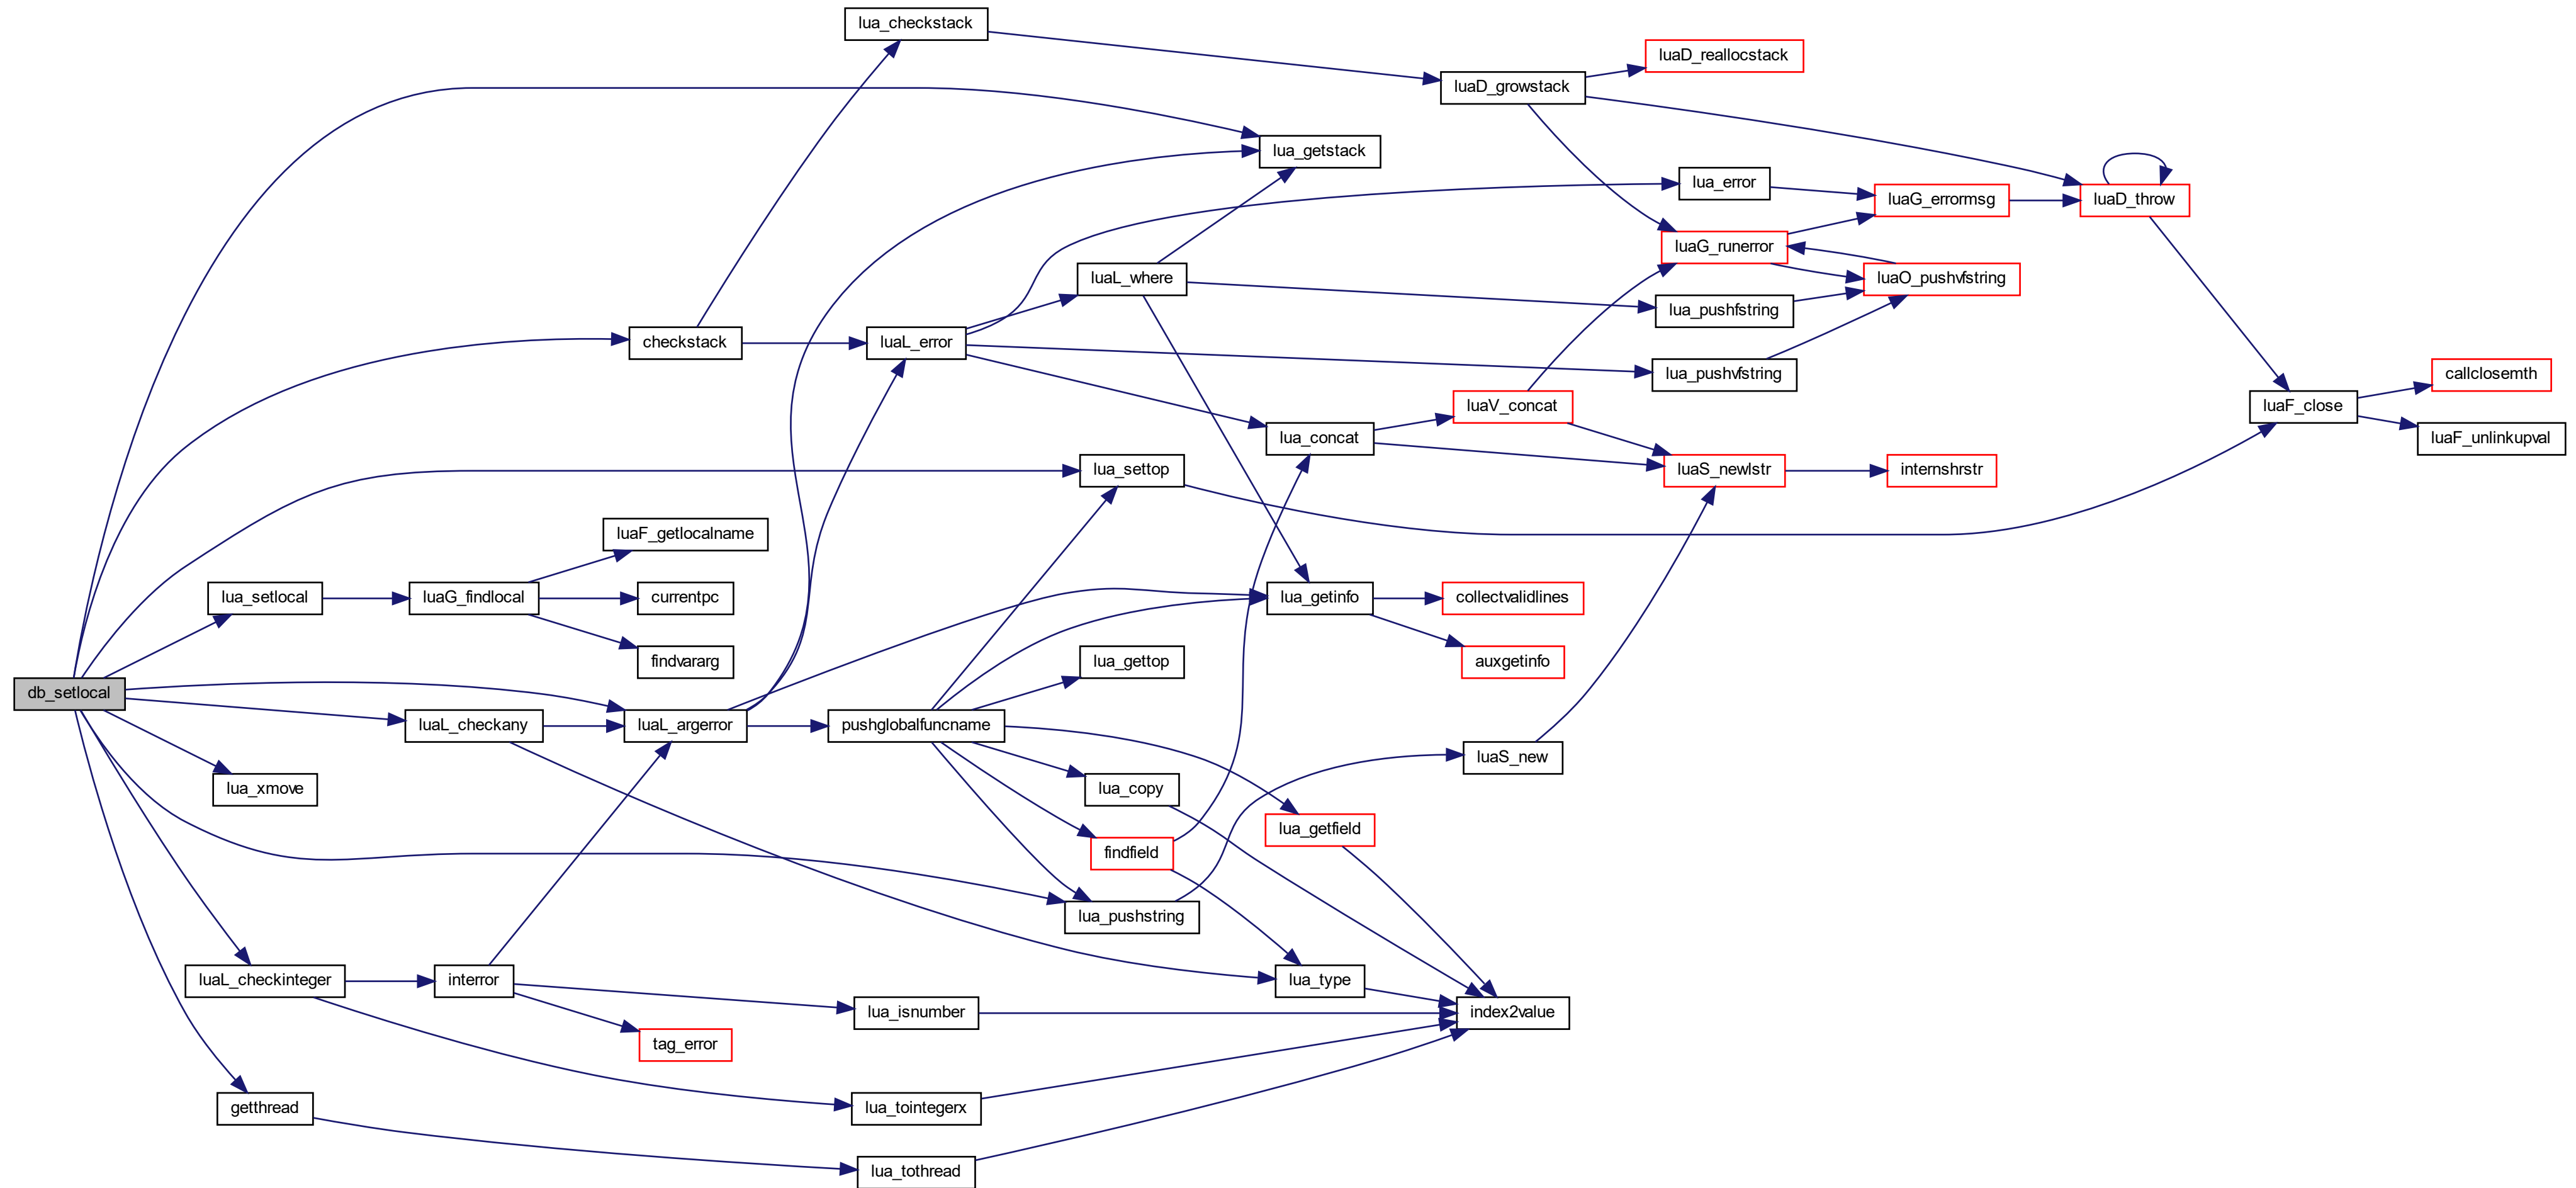 lua_checkstack
luaD_reallocstack
luaD_growstack
lua_getstack
lua_error
luaG_errormsg
luaD_throw
luaG_runerror
luaL_where
luaO_pushvfstring
lua_pushfstring
checkstack
luaL_error
lua_pushvfstring
callclosemth
luaV_concat
luaF_close
lua_concat
luaF_unlinkupval
lua_settop
luaS_newlstr
internshrstr
luaF_getlocalname
lua_setlocal
luaG_findlocal
currentpc
lua_getinfo
collectvalidlines
findvararg
lua_gettop
auxgetinfo
db_setlocal
luaL_checkany
luaL_argerror
pushglobalfuncname
luaS_new
lua_xmove
lua_copy
lua_getfield
findfield
lua_pushstring
luaL_checkinteger
interror
lua_type
lua_isnumber
index2value
tag_error
getthread
lua_tointegerx
lua_tothread